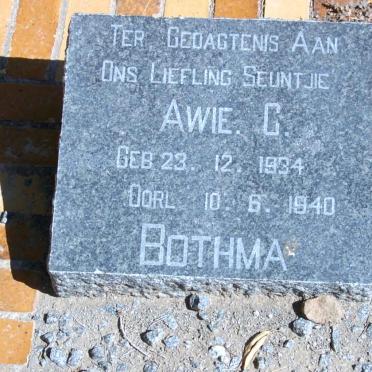 TER GEDAGTENIS AAN
ONS LIEFLING SEUNTJIE
AWIE. C.
GEB 23. 12. 1934
OORL 10. 6. 1940
BOTHMA